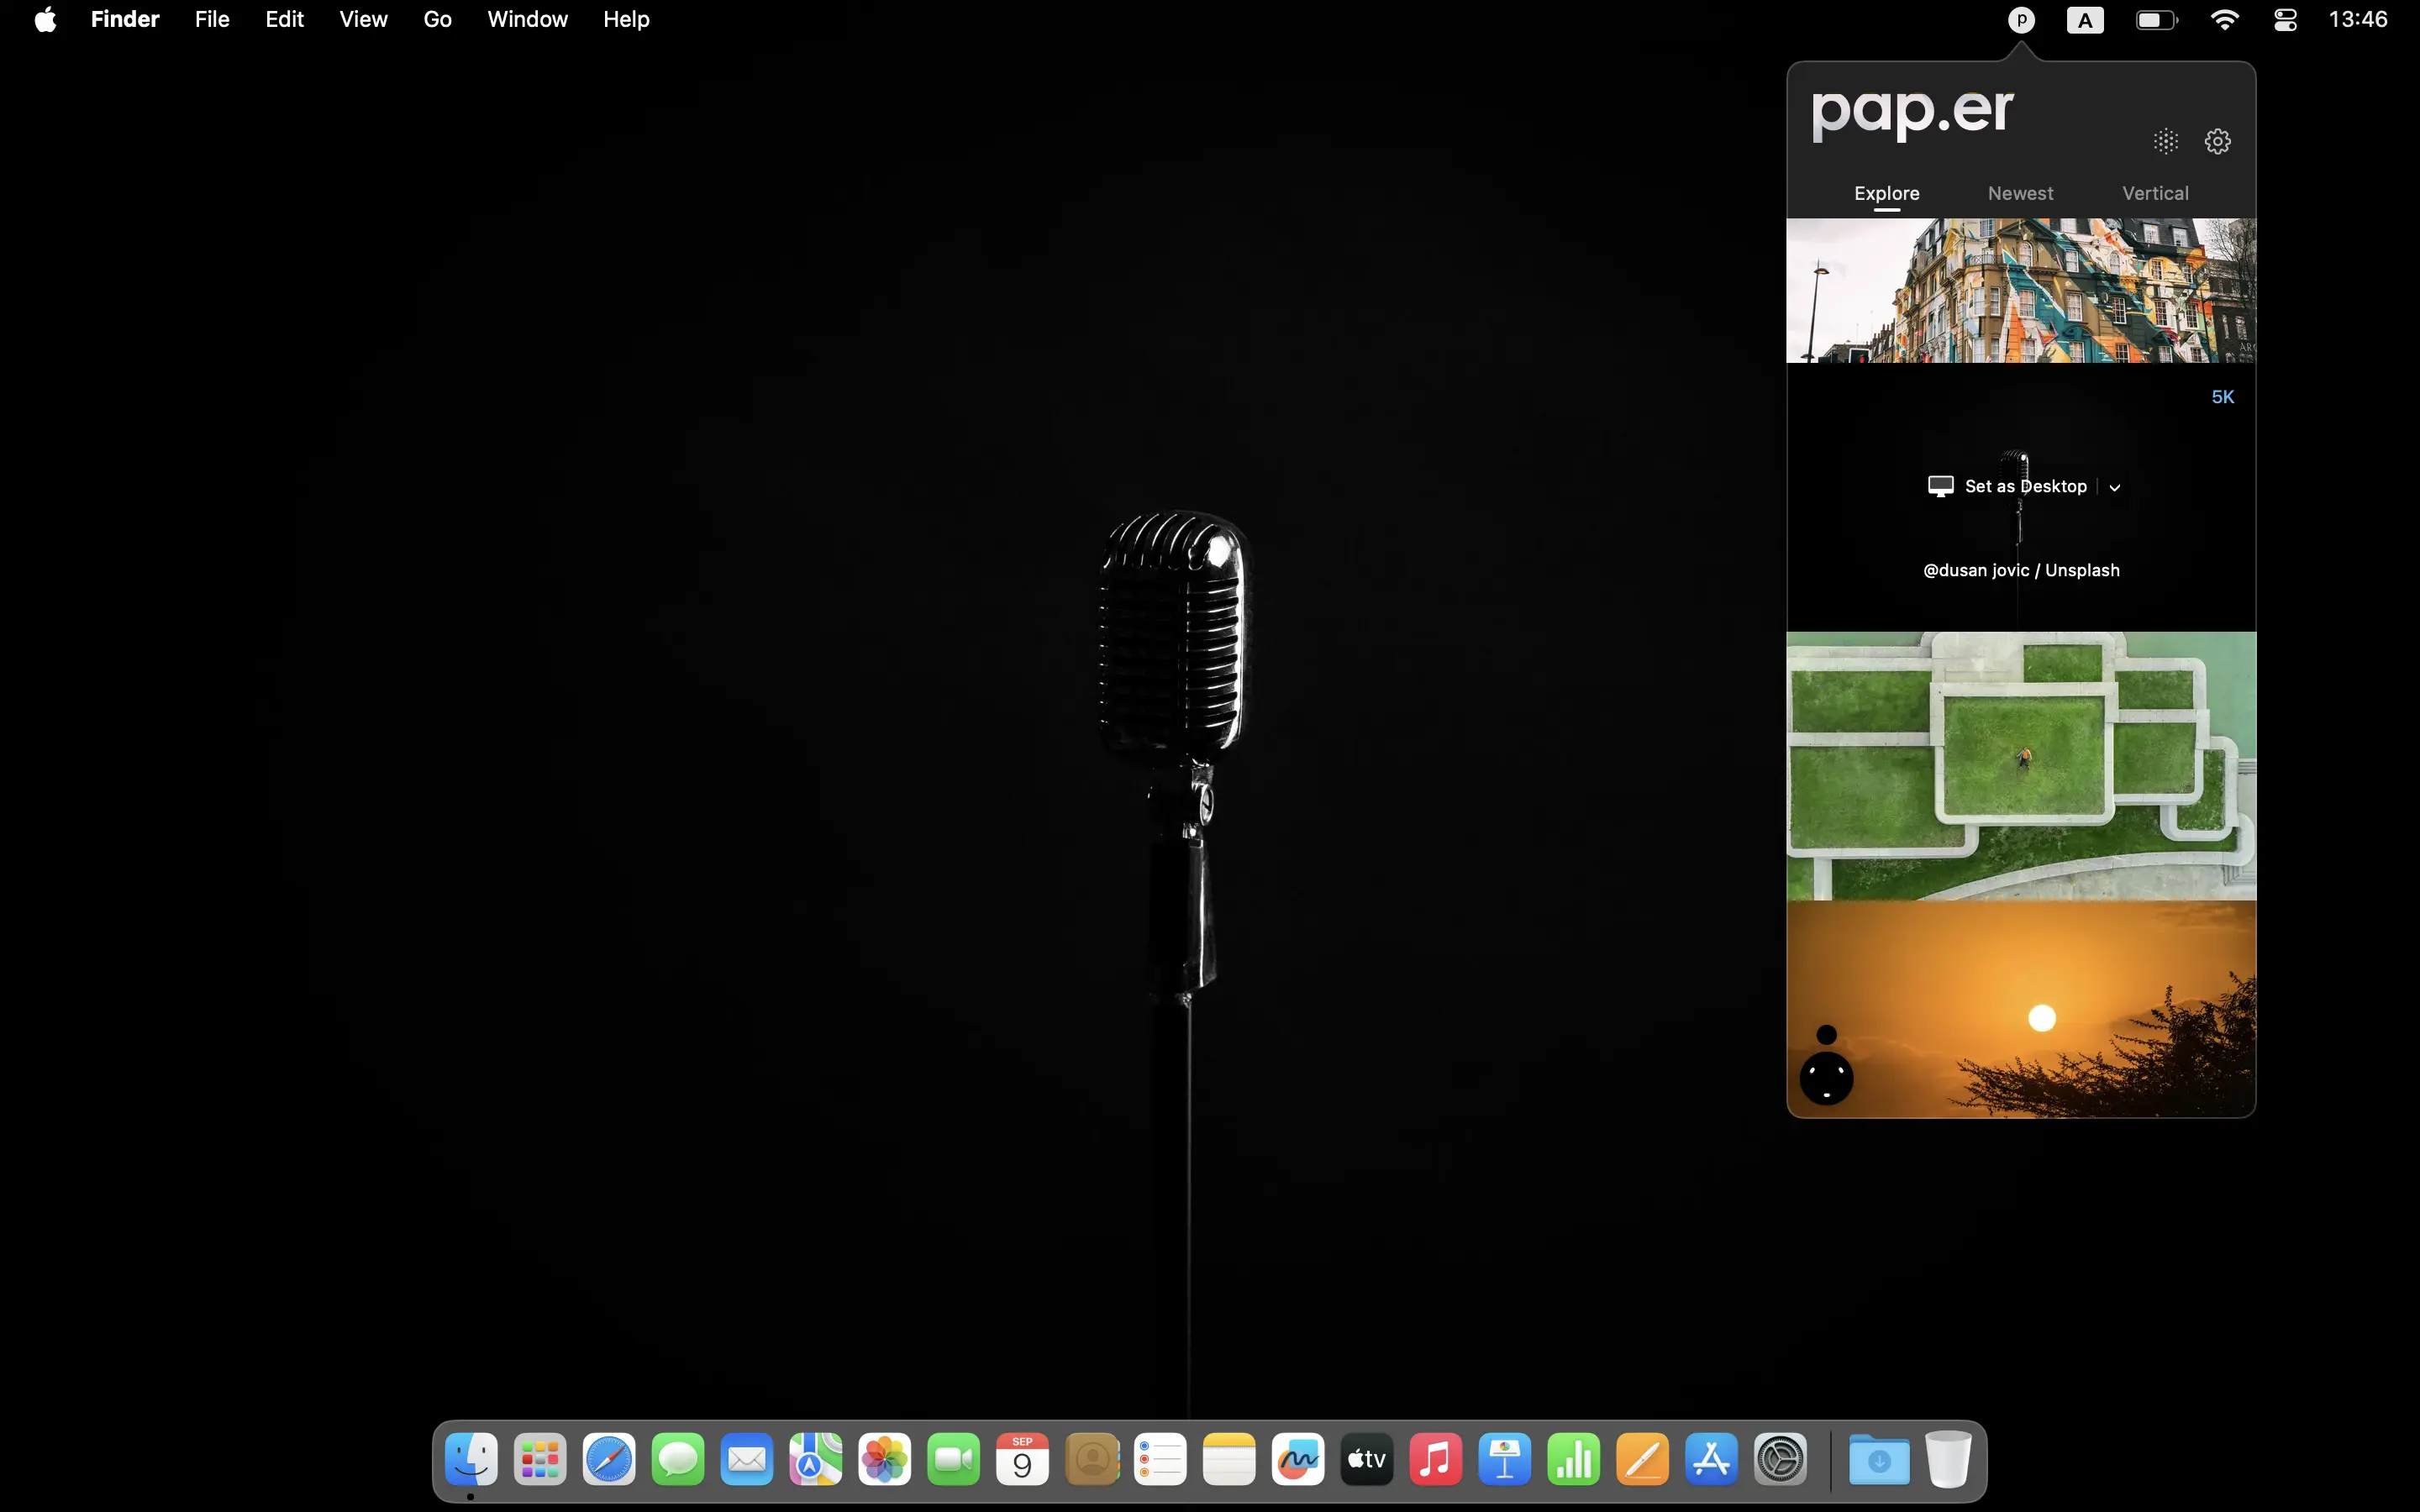 Finder File Edit View Go Window Help p A 13:46
pap.er
Explore Newest Vertical
5K
Set as Desktop
@dusan jovic / Unsplash
SEP
9
tv